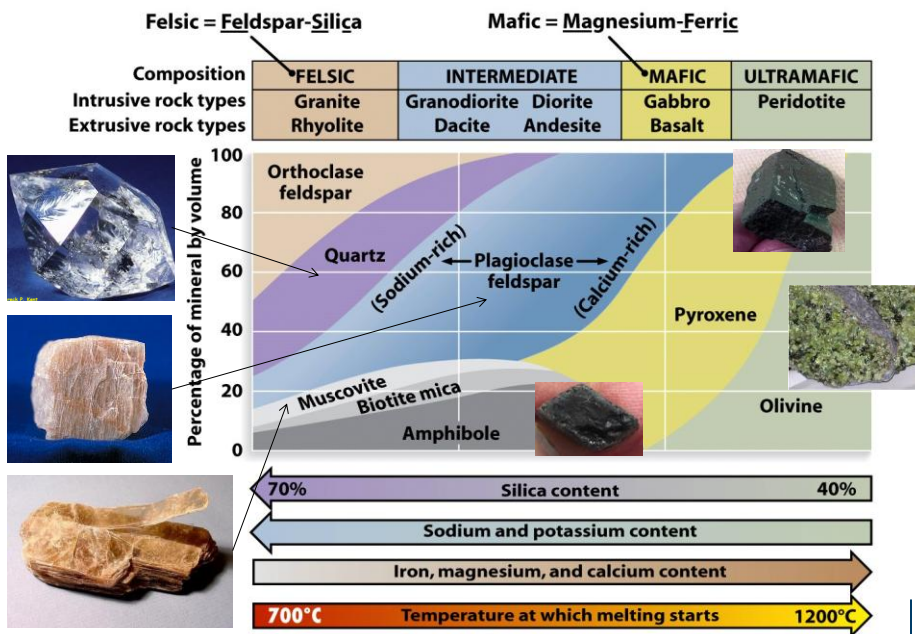 Felsic = Feldspar-Silica
Mafic = Magnesium-Ferric
Composition FELSIC INTERMEDIATE MAFIC ULTRAMAFIC
Intrusive rock types Granite Granodiorite Diorite Gabbro Peridotite
Extrusive rock types Rhyolite Dacite Andesite Basalt
Percentage of mineral by volume
100
80
60
40
20
0
Orthoclase
feldspar
Quartz
(Sodium-rich)
Plagioclase
feldspar
(Calcium-rich)
Pyroxene
Muscovite
Biotite mica
Amphibole
Olivine
70% Silica content 40%
Sodium and potassium content
Iron, magnesium, and calcium content
700°C Temperature at which melting starts 1200°C